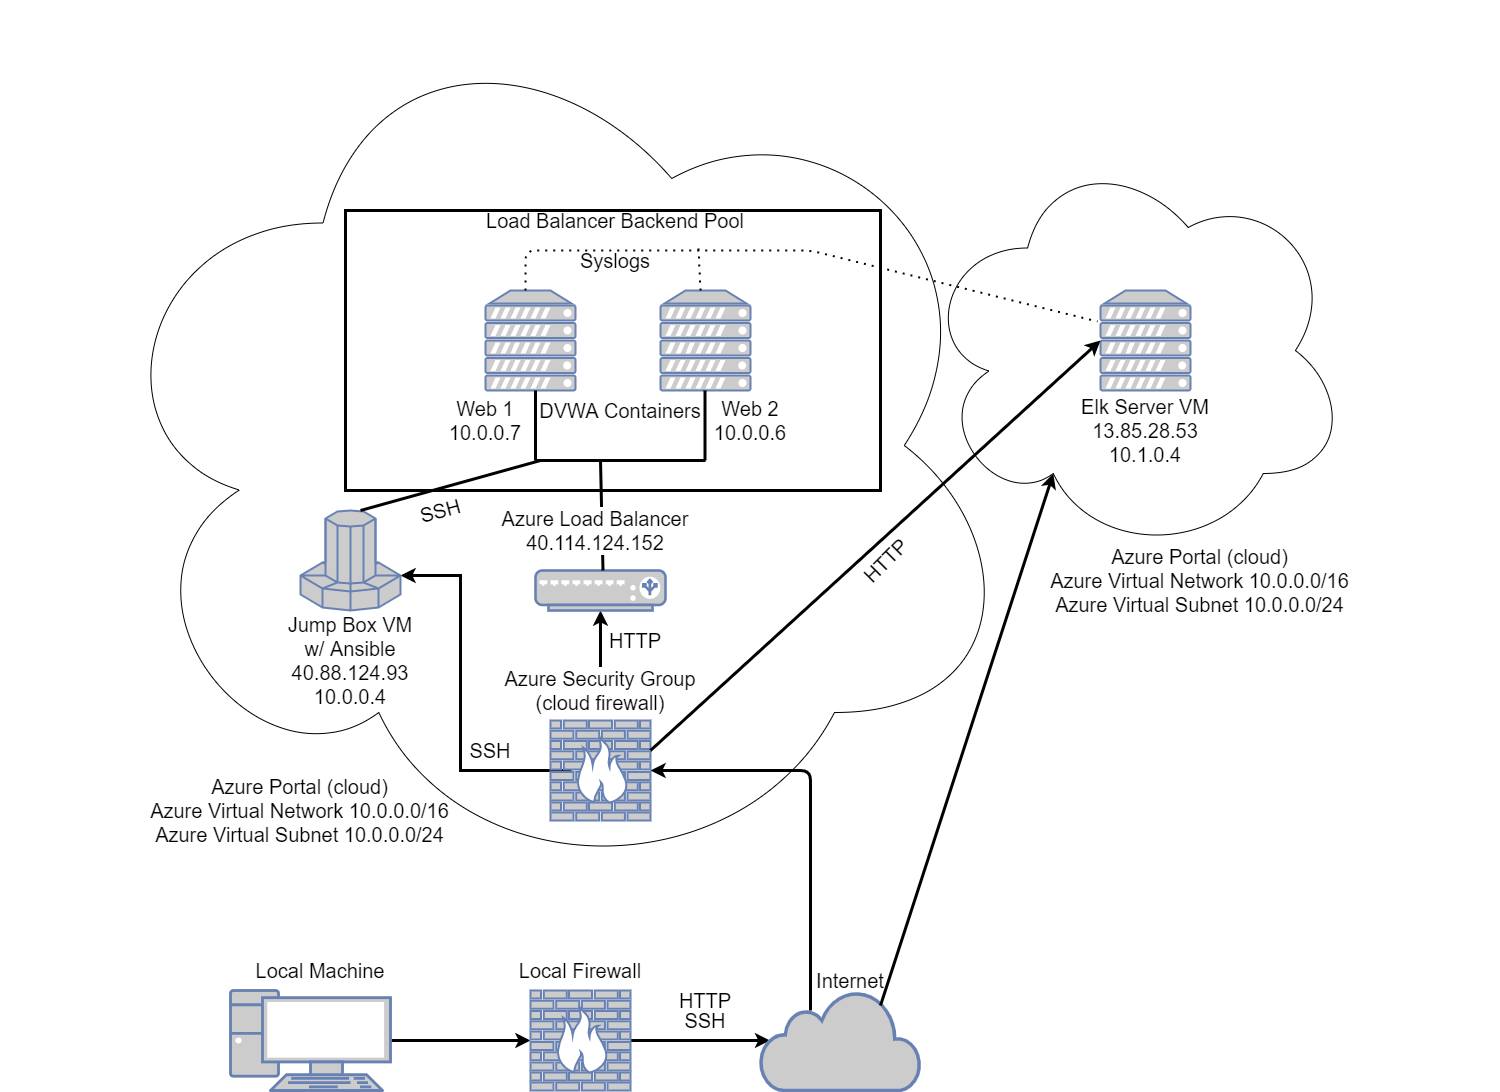 Load Balancer Backend Pool
Syslogs
Web 1
10.0.0.7
DVWA Containers
Web 2
10.0.0.6
Elk Server VM
13.85.28.53
10.1.0.4
SSH
Azure Load Balancer
40.114.124.152
HTTP
Azure Portal (cloud)
Azure Virtual Network 10.0.0.0/16
Azure Virtual Subnet 10.0.0.0/24
Jump Box VM
w/ Ansible
40.88.124.93
10.0.0.4
HTTP
Azure Security Group
(cloud firewall)
SSH
Azure Portal (cloud)
Azure Virtual Network 10.0.0.0/16
Azure Virtual Subnet 10.0.0.0/24
Local Machine
Local Firewall
HTTP
SSH
Internet